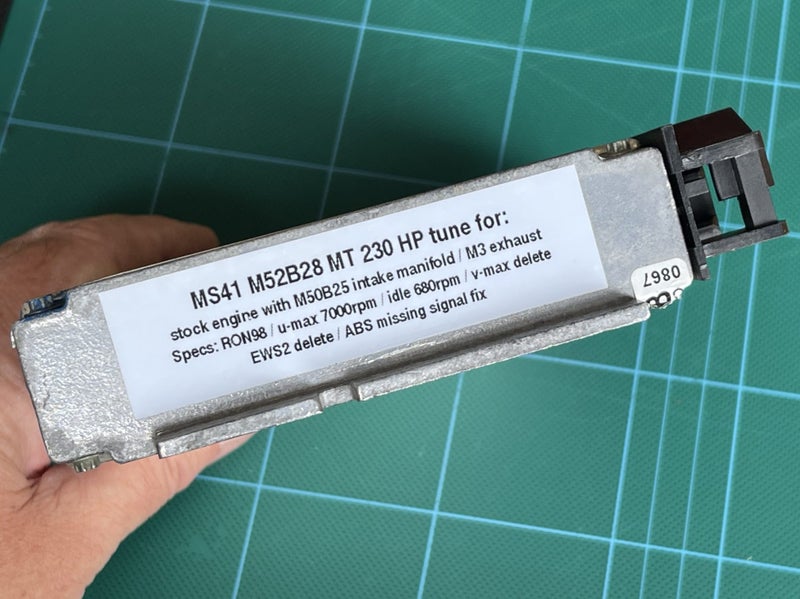 MS41 M52B28 MT 230 HP tune for:
stock engine with M50B25 intake manifold / M3 exhaust
Specs: RON98 / u-max 7000rpm / idle 680rpm / v-max delete
EWS2 delete / ABS missing signal fix
0867